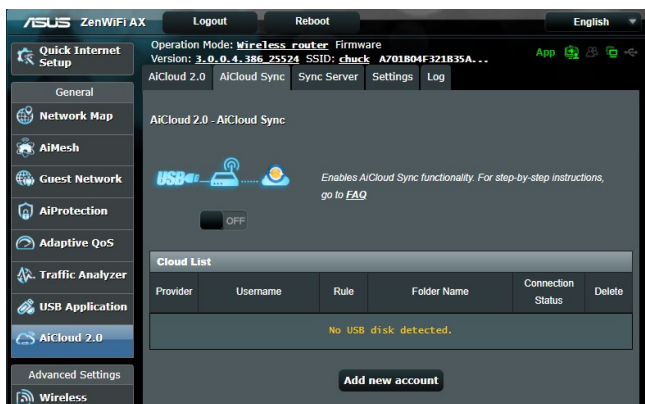 ASUS ZenWiFi AX Logout Reboot English
Quick Internet Setup
Operation Mode: Wireless router Firmware
Version: 3.0.0.4.386_25524 SSID: chuck A701B04F321B35A... App
AiCloud 2.0 AiCloud Sync Sync Server Settings Log
General
Network Map
AiMesh
Guest Network
AiProtection
Adaptive QoS
Traffic Analyzer
USB Application
AiCloud 2.0
Advanced Settings
Wireless
AiCloud 2.0 - AiCloud Sync
USB
Enables AiCloud Sync functionality. For step-by-step instructions,
go to FAQ
OFF
Cloud List
Provider Username Rule Folder Name Connection Status Delete
No USB disk detected.
Add new account